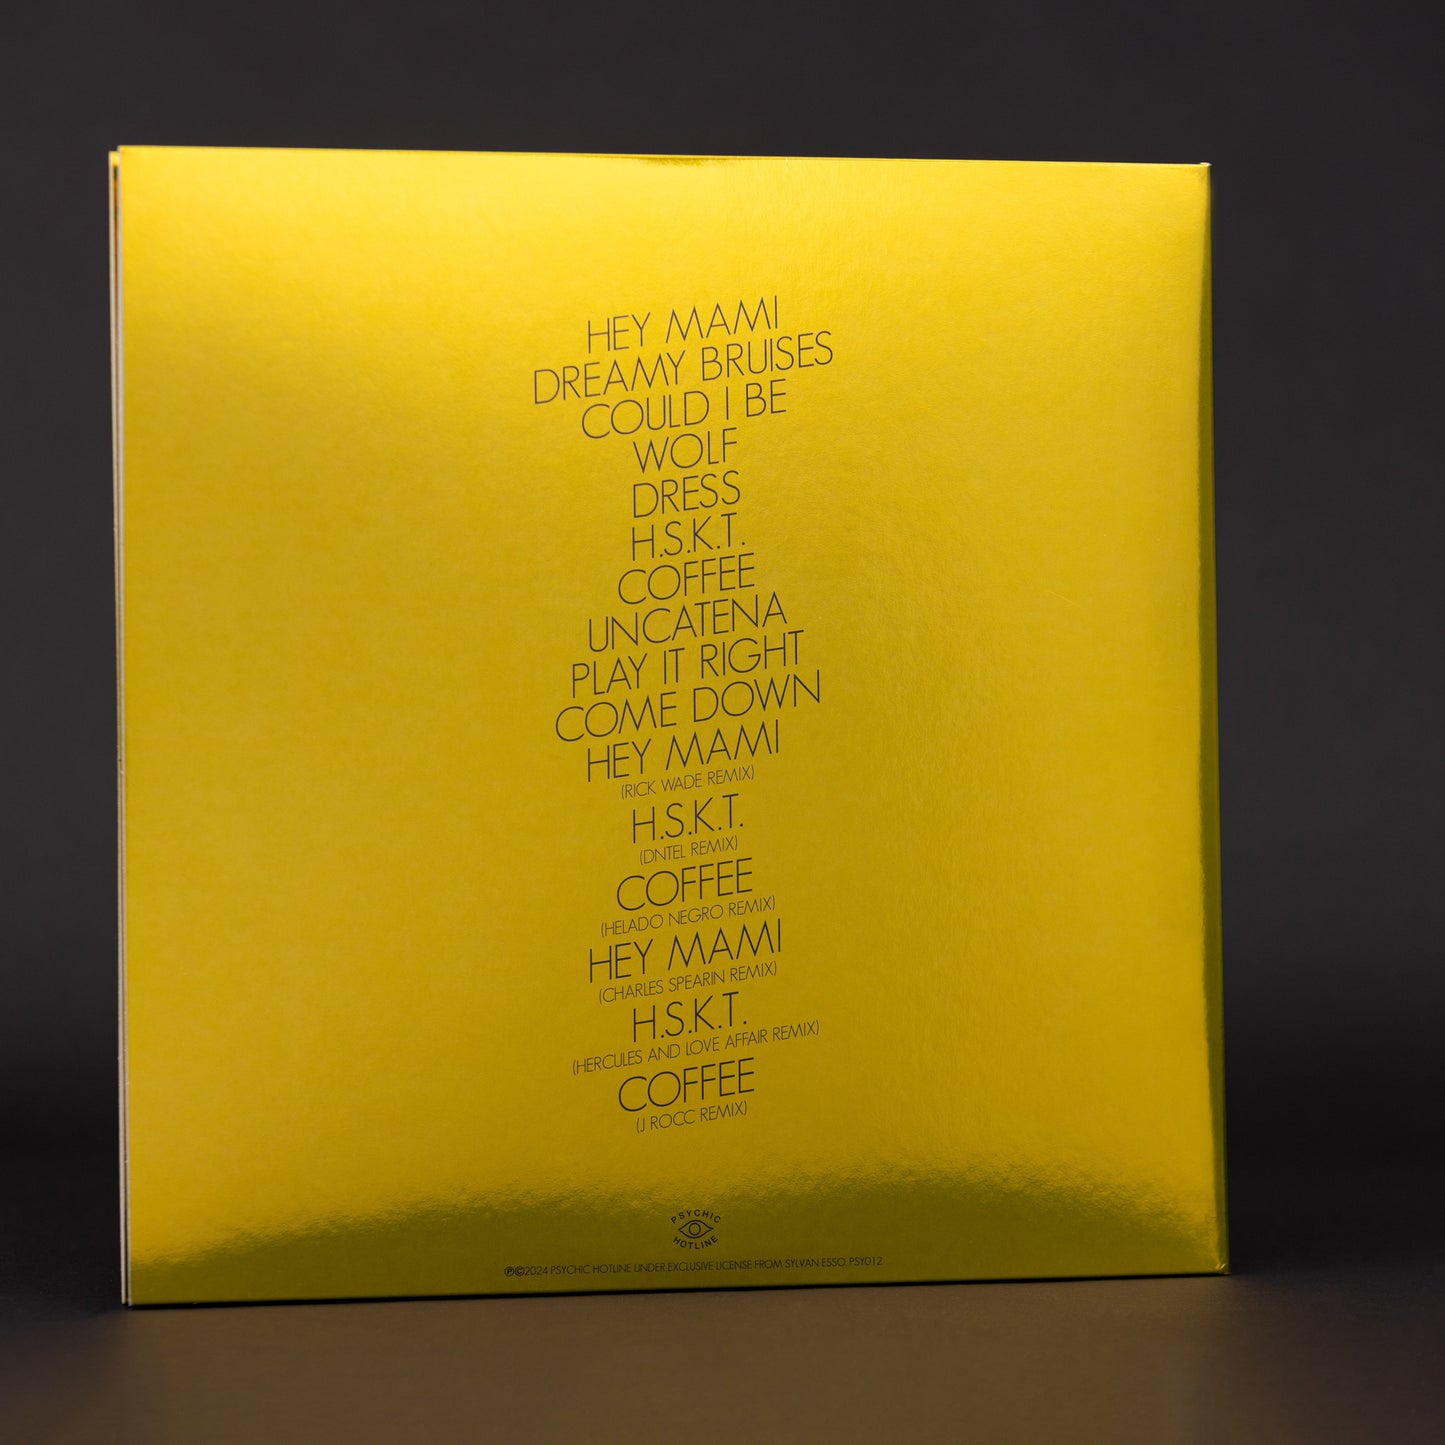 HEY MAMI
DREAMY BRUISES
COULD I BE
WOLF
DRESS
H.S.K.T.
COFFEE
UNCATENA
PLAY IT RIGHT
COME DOWN
HEY MAMI
(RICK WADE REMIX)
H.S.K.T.
(DNTEL REMIX)
COFFEE
(HELADO NEGRO REMIX)
HEY MAMI
(CHARLES SPEARIN REMIX)
H.S.K.T.
(HERCULES AND LOVE AFFAIR REMIX)
COFFEE
(J ROCC REMIX)
PSYCHIC
HOTLINE
℗©2024 PSYCHIC HOTLINE UNDER EXCLUSIVE LICENSE FROM SYLVAN ESSO. PSY012